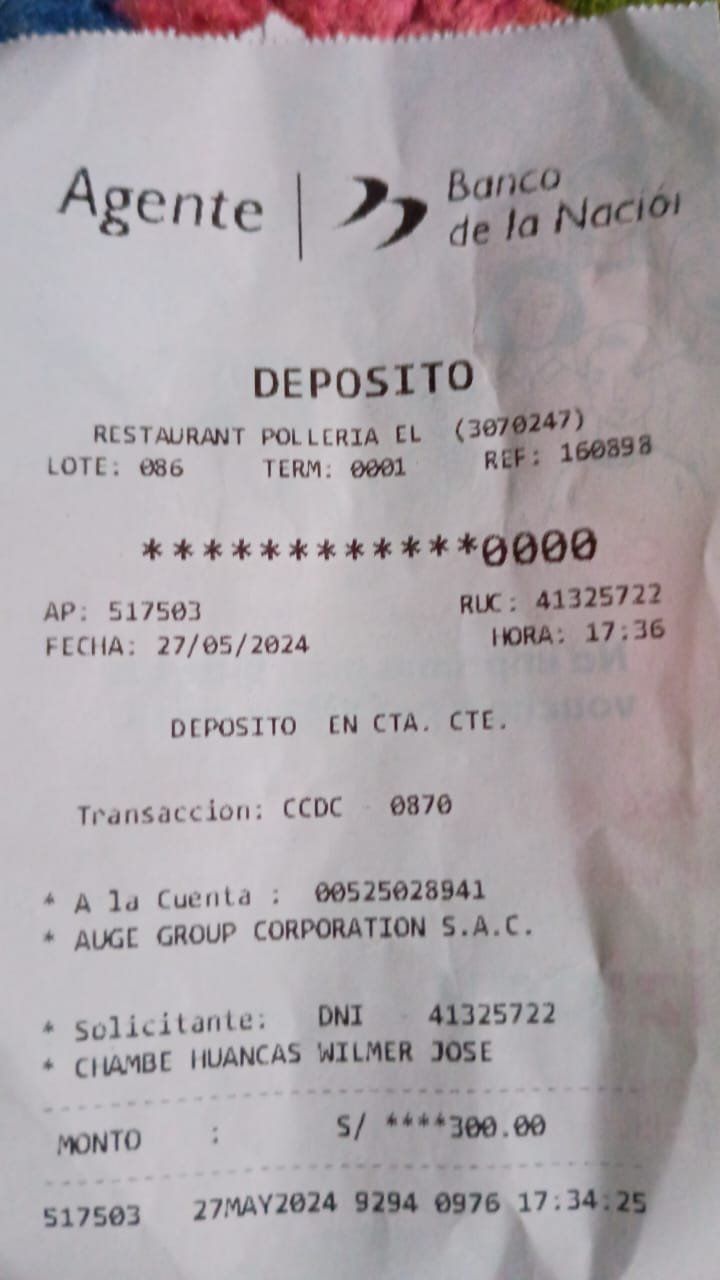 Agente
Banco
de la Nación
DEPOSITO
RESTAURANT POLLERIA EL (3070247)
LOTE: 086 TERM: 0001 REF: 160898
************0000
AP: 517503 RUC: 41325722
FECHA: 27/05/2024 HORA: 17:36
DEPOSITO EN CTA. CTE.
Transaccion: CCDC - 0870
* A la Cuenta : 00525028941
* AUGE GROUP CORPORATION S.A.C.
* Solicitante: DNI - 41325722
* CHAMBE HUANCAS WILMER JOSE
MONTO : S/ ****300.00
517503 27MAY2024 9294 0976 17:34:25